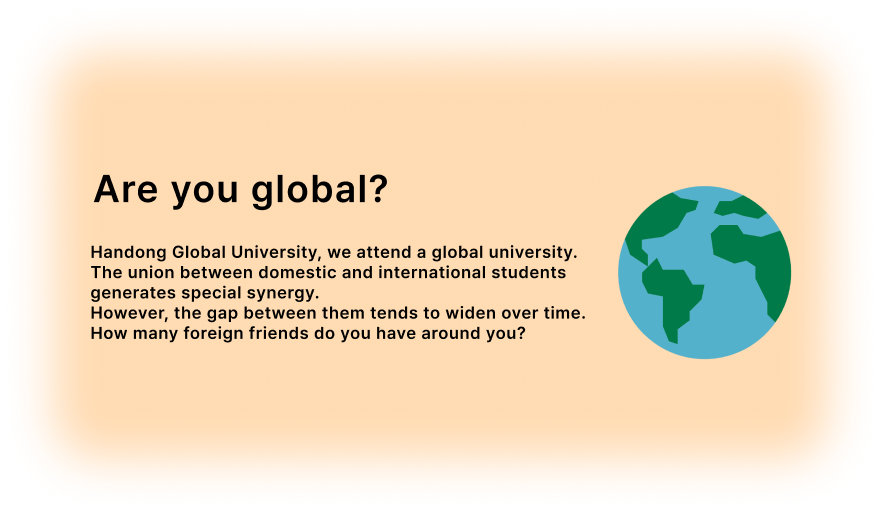 Are you global?
Handong Global University, we attend a global university.
The union between domestic and international students
generates special synergy.
However, the gap between them tends to widen over time.
How many foreign friends do you have around you?